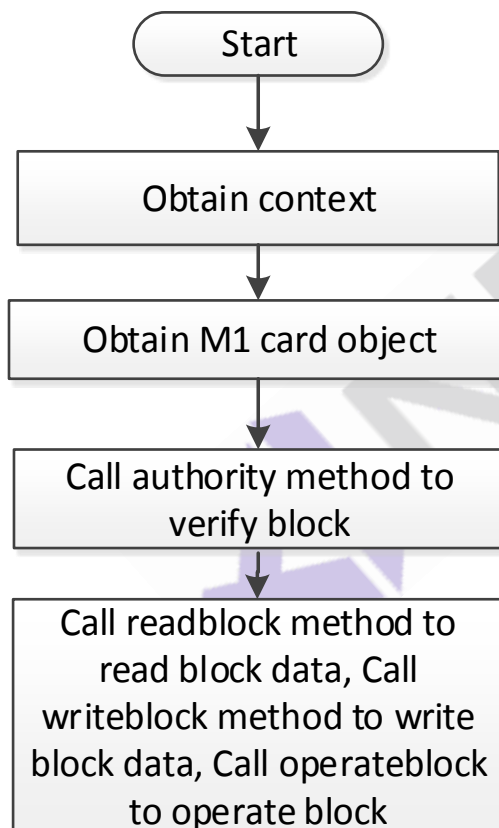 Start
Obtain context
Obtain M1 card object
Call authority method to
verify block
Call readblock method to
read block data, Call
writeblock method to write
block data, Call operateblock
to operate block